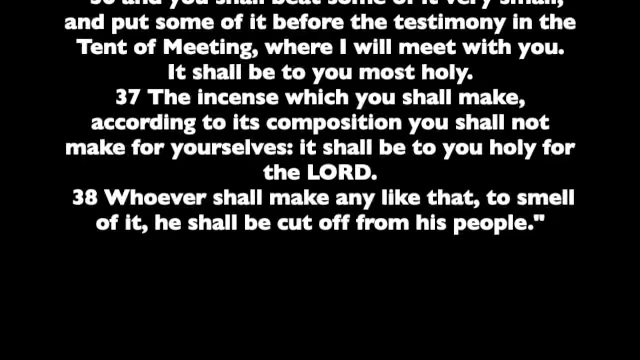 36 and you shall beat some of it very small,
and put some of it before the testimony in the
Tent of Meeting, where I will meet with you.
It shall be to you most holy.
37 The incense which you shall make,
according to its composition you shall not
make for yourselves: it shall be to you holy for
the LORD.
38 Whoever shall make any like that, to smell
of it, he shall be cut off from his people."